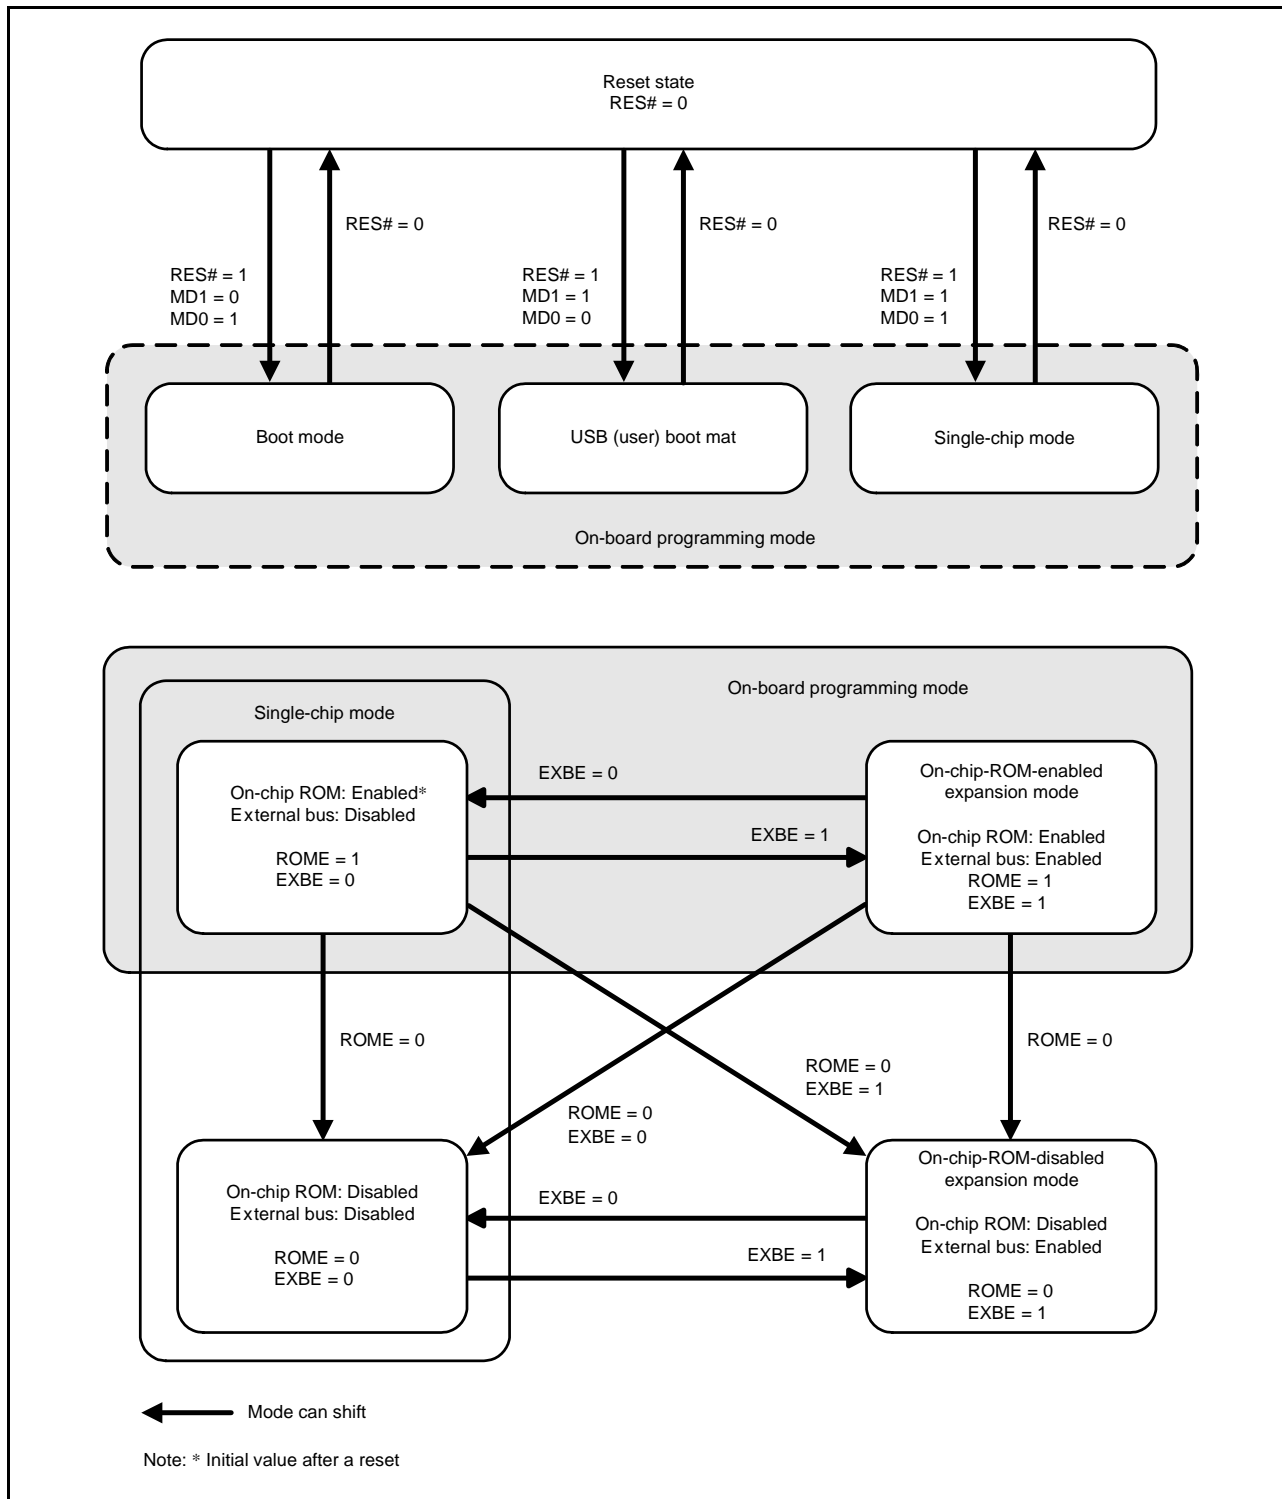 Reset state
RES# = 0
RES# = 0
RES# = 0
RES# = 0
RES# = 1
MD1 = 0
MD0 = 1
RES# = 1
MD1 = 1
MD0 = 0
RES# = 1
MD1 = 1
MD0 = 1
Boot mode
USB (user) boot mat
Single-chip mode
On-board programming mode
On-board programming mode
Single-chip mode
On-chip ROM: Enabled*
External bus: Disabled
ROME = 1
EXBE = 0
EXBE = 0
EXBE = 1
On-chip-ROM-enabled
expansion mode
On-chip ROM: Enabled
External bus: Enabled
ROME = 1
EXBE = 1
ROME = 0
ROME = 0
EXBE = 1
ROME = 0
ROME = 0
EXBE = 0
On-chip ROM: Disabled
External bus: Disabled
ROME = 0
EXBE = 0
EXBE = 0
EXBE = 1
On-chip-ROM-disabled
expansion mode
On-chip ROM: Disabled
External bus: Enabled
ROME = 0
EXBE = 1
Mode can shift
Note: * Initial value after a reset